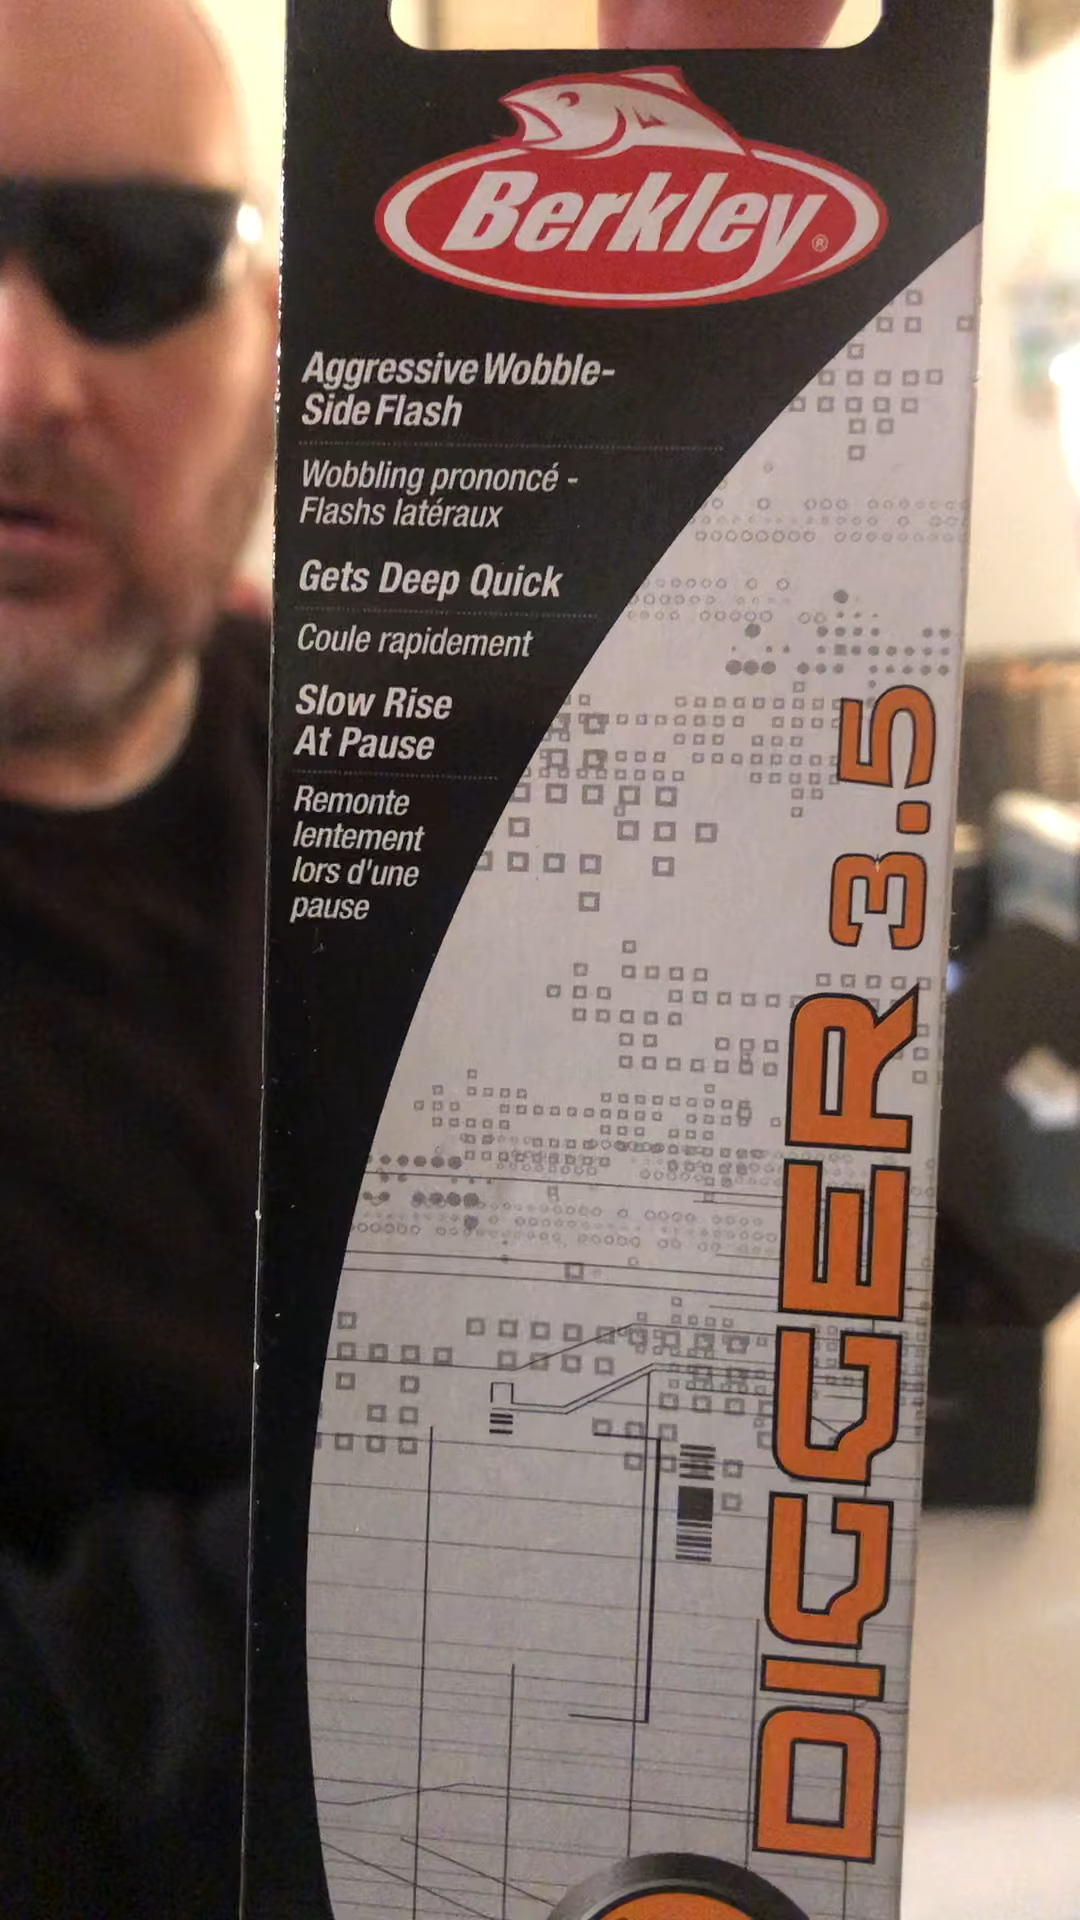 Berkley®
Aggressive Wobble-
Side Flash
Wobbling prononcé -
Flashs latéraux
Gets Deep Quick
Coule rapidement
Slow Rise
At Pause
Remonte
lentement
lors d'une
pause
DIGGER 3.5